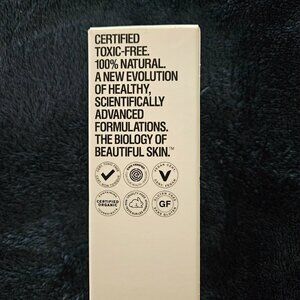 CERTIFIED
TOXIC-FREE.
100% NATURAL.
A NEW EVOLUTION
OF HEALTHY,
SCIENTIFICALLY
ADVANCED
FORMULATIONS.
THE BIOLOGY OF
BEAUTIFUL SKIN.™
CERTIFIED
ORGANIC
GF